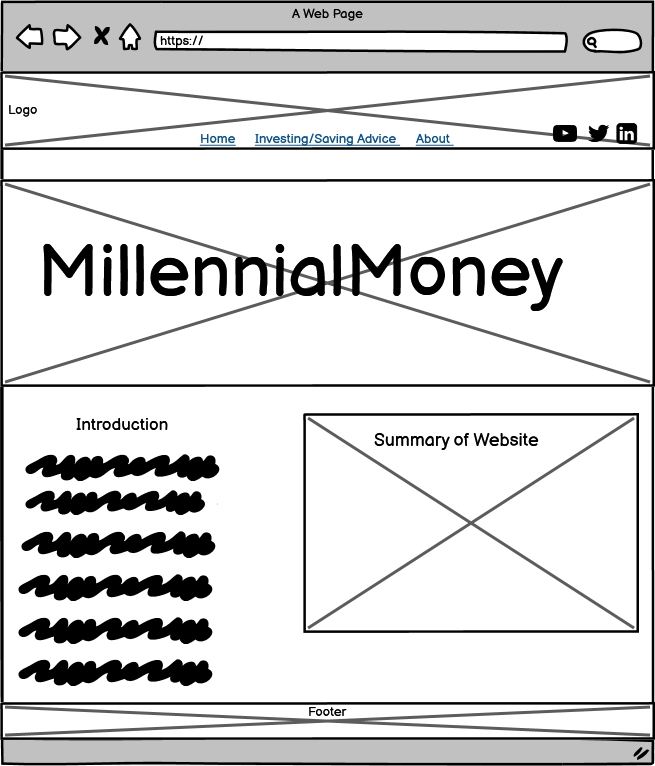 A Web Page
https://
Logo
Home Investing/Saving Advice About
MillennialMoney
Introduction
Summary of Website
Footer